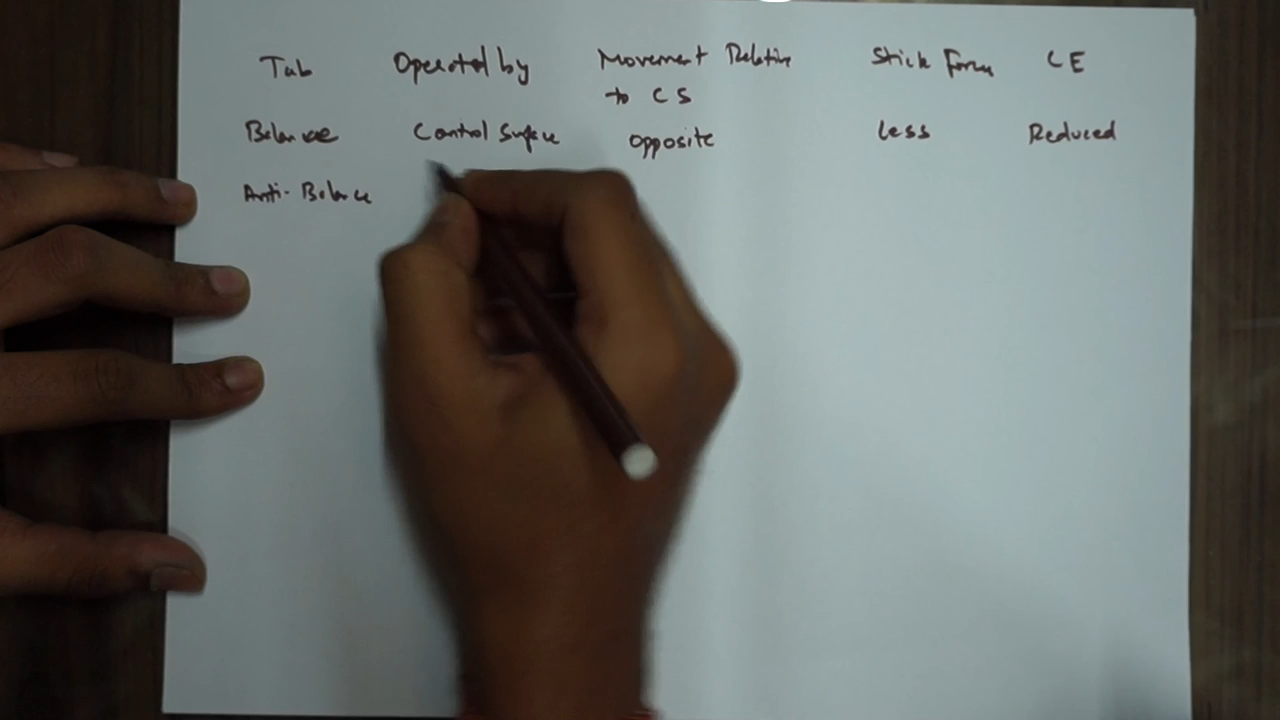 Tab Operated by Movement Relative Stick Force CE
to CS
Balance Control Surface opposite less Reduced
Anti-Balance